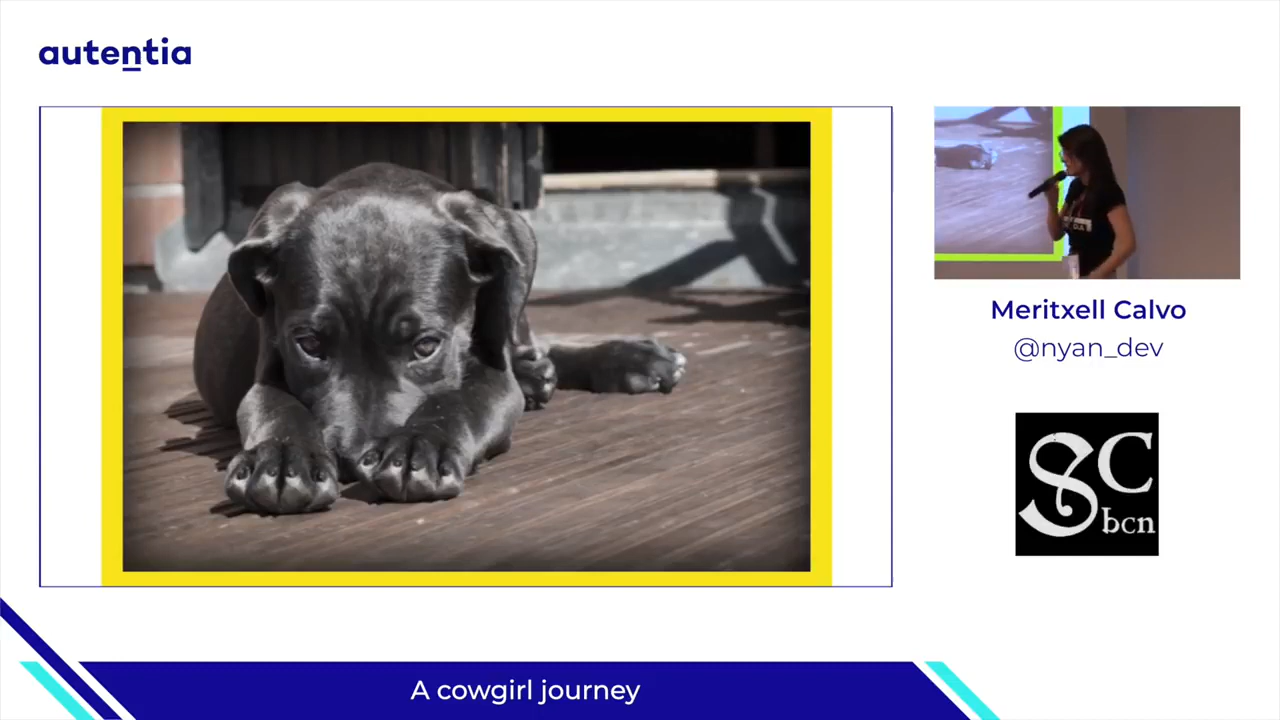 autentia
Meritxell Calvo
@nyan_dev
SC
bcn
A cowgirl journey